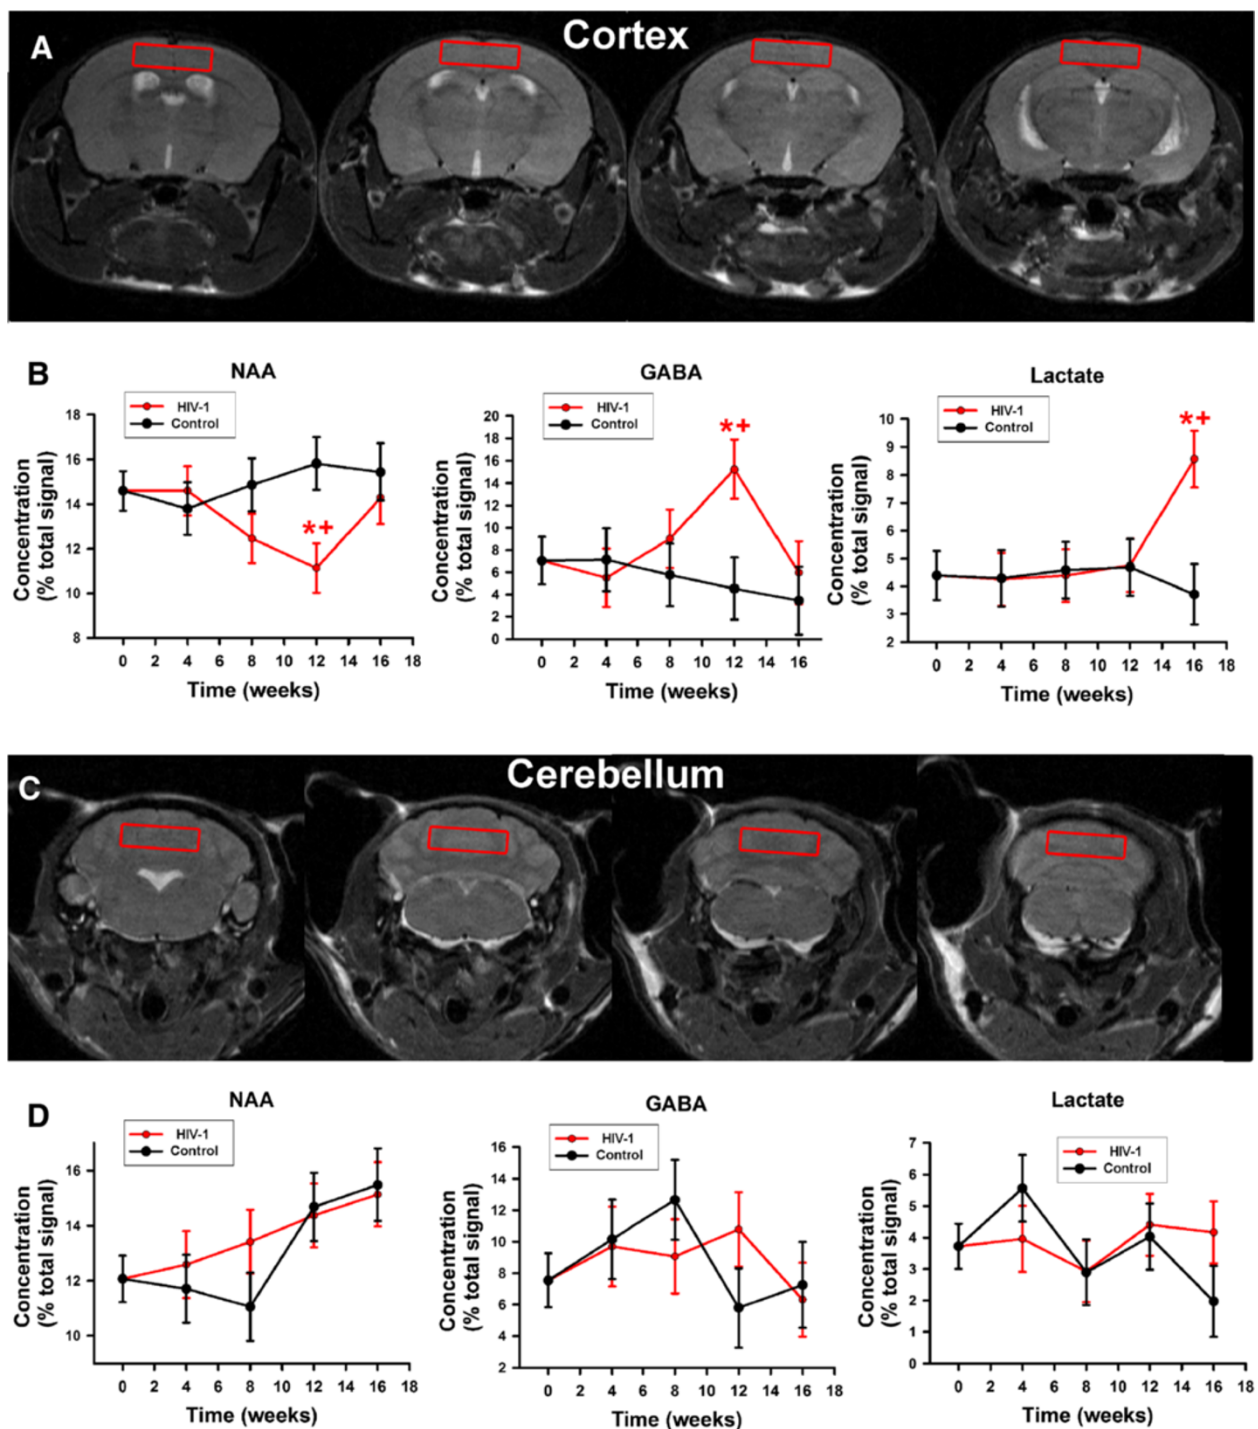 A
Cortex
B
NAA
HIV-1
Control
Concentration
(% total signal)
18
16
14
12
10
8
0 2 4 6 8 10 12 14 16 18
Time (weeks)
*+
GABA
HIV-1
Control
Concentration
(% total signal)
20
18
16
14
12
10
8
6
4
2
0
0 2 4 6 8 10 12 14 16
Time (weeks)
*+
Lactate
HIV-1
Control
Concentration
(% total signal)
10
9
8
7
6
5
4
3
2
0 2 4 6 8 10 12 14 16 18
Time (weeks)
*+
C
Cerebellum
D
NAA
HIV-1
Control
Concentration
(% total signal)
16
14
12
10
0 2 4 6 8 10 12 14 16 18
Time (weeks)
GABA
HIV-1
Control
Concentration
(% total signal)
16
14
12
10
8
6
4
2
0 2 4 6 8 10 12 14 16 18
Time (weeks)
Lactate
HIV-1
Control
Concentration
(% total signal)
7
6
5
4
3
2
1
0
0 2 4 6 8 10 12 14 16 18
Time (weeks)